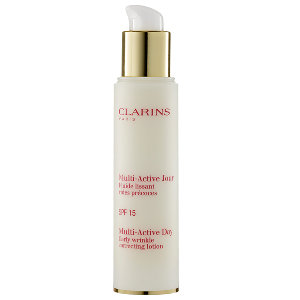 CLARINS
PARIS
Multi-Active Jour
Fluide lissant
rides précoces
SPF 15
Multi-Active Day
Early wrinkle
correcting lotion